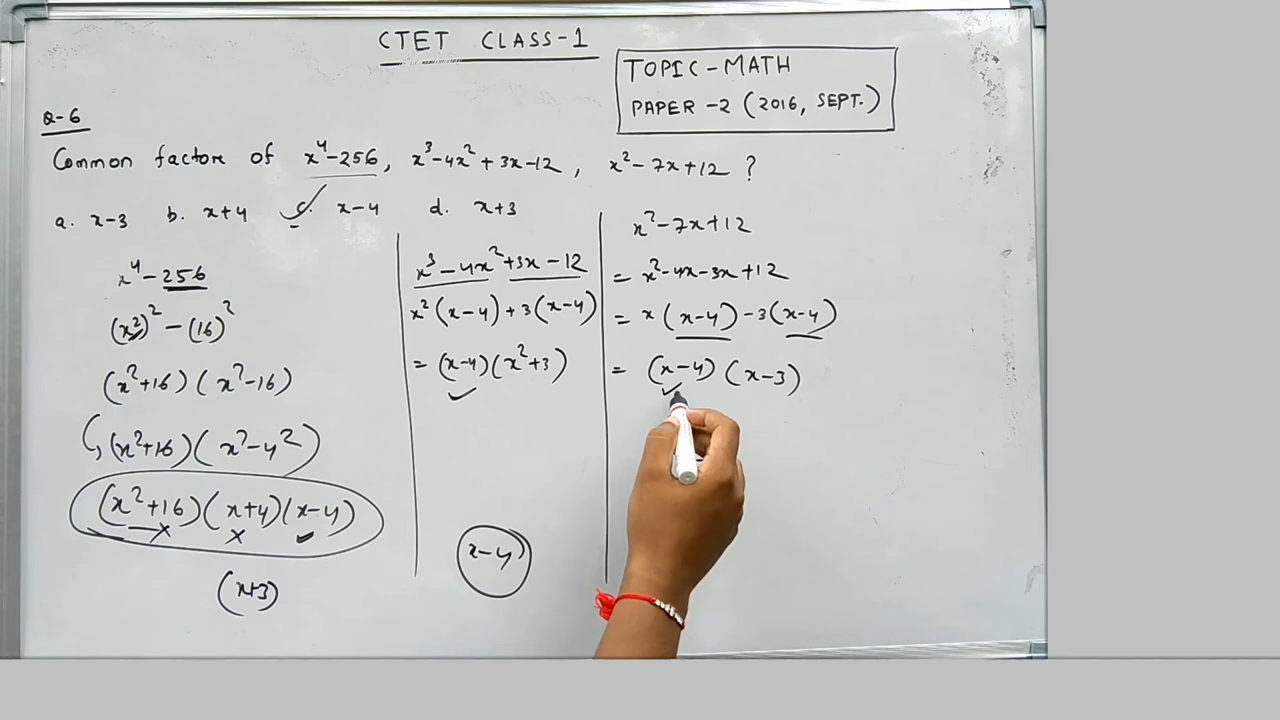 CTET CLASS-1
TOPIC-MATH
PAPER -2 (2016, SEPT.)
Q-6
Common factore of x⁴-256, x³-4x²+3x-12, x²-7x+12 ?
a. x-3 b. x+4 c. x-4 d. x+3
x⁴-256
(x²)²-(16)²
(x²+16)(x²-16)
(x²+16)(x²-4²)
(x²+16)(x+4)(x-4)
(x+3)
x³-4x²+3x-12
x²(x-4)+3(x-4)
= (x-4)(x²+3)
x-4
x²-7x+12
= x²-4x-3x+12
= x(x-4)-3(x-4)
= (x-4)(x-3)